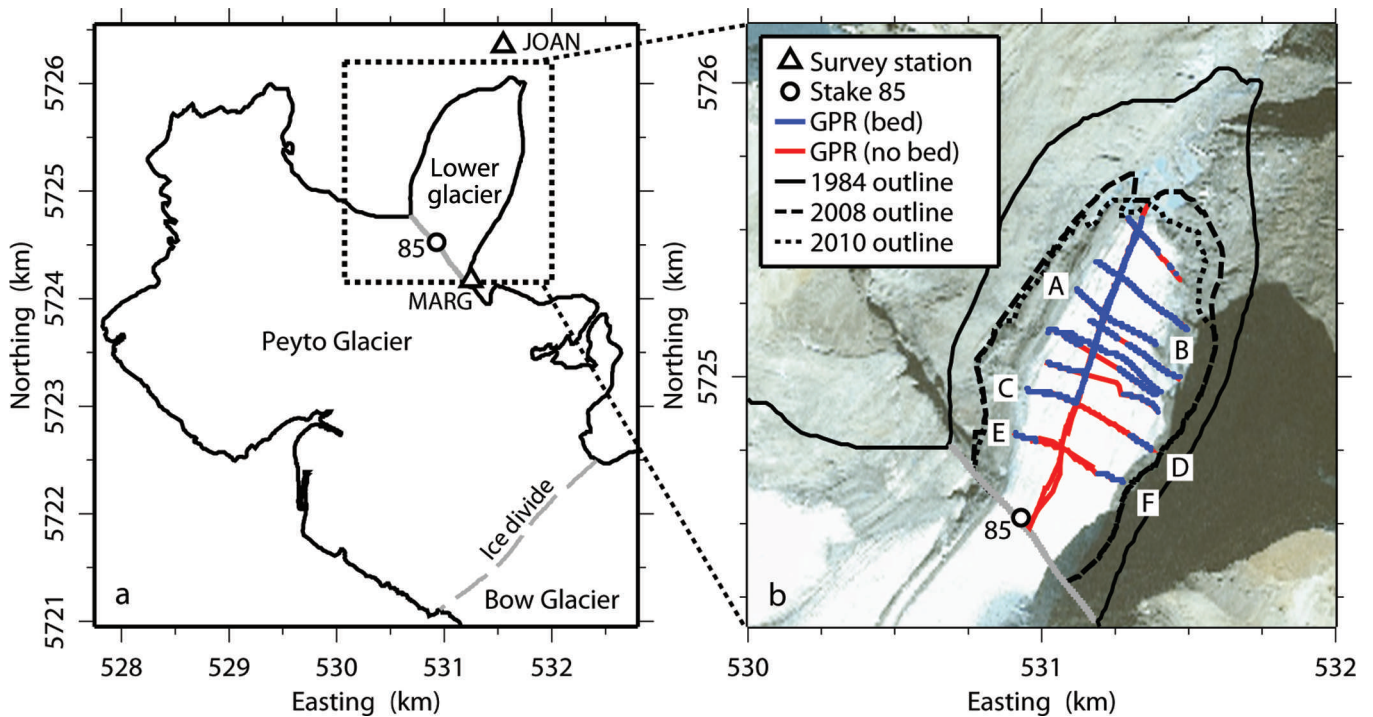 JOAN
Lower
glacier
85
MARG
Peyto Glacier
Ice divide
Bow Glacier
a
5726
5725
5724
5723
5722
5721
Northing (km)
528
529
530
531
532
Easting (km)
Survey station
Stake 85
GPR (bed)
GPR (no bed)
1984 outline
2008 outline
2010 outline
A
B
C
E
D
F
85
b
5726
5725
Northing (km)
530
531
532
Easting (km)